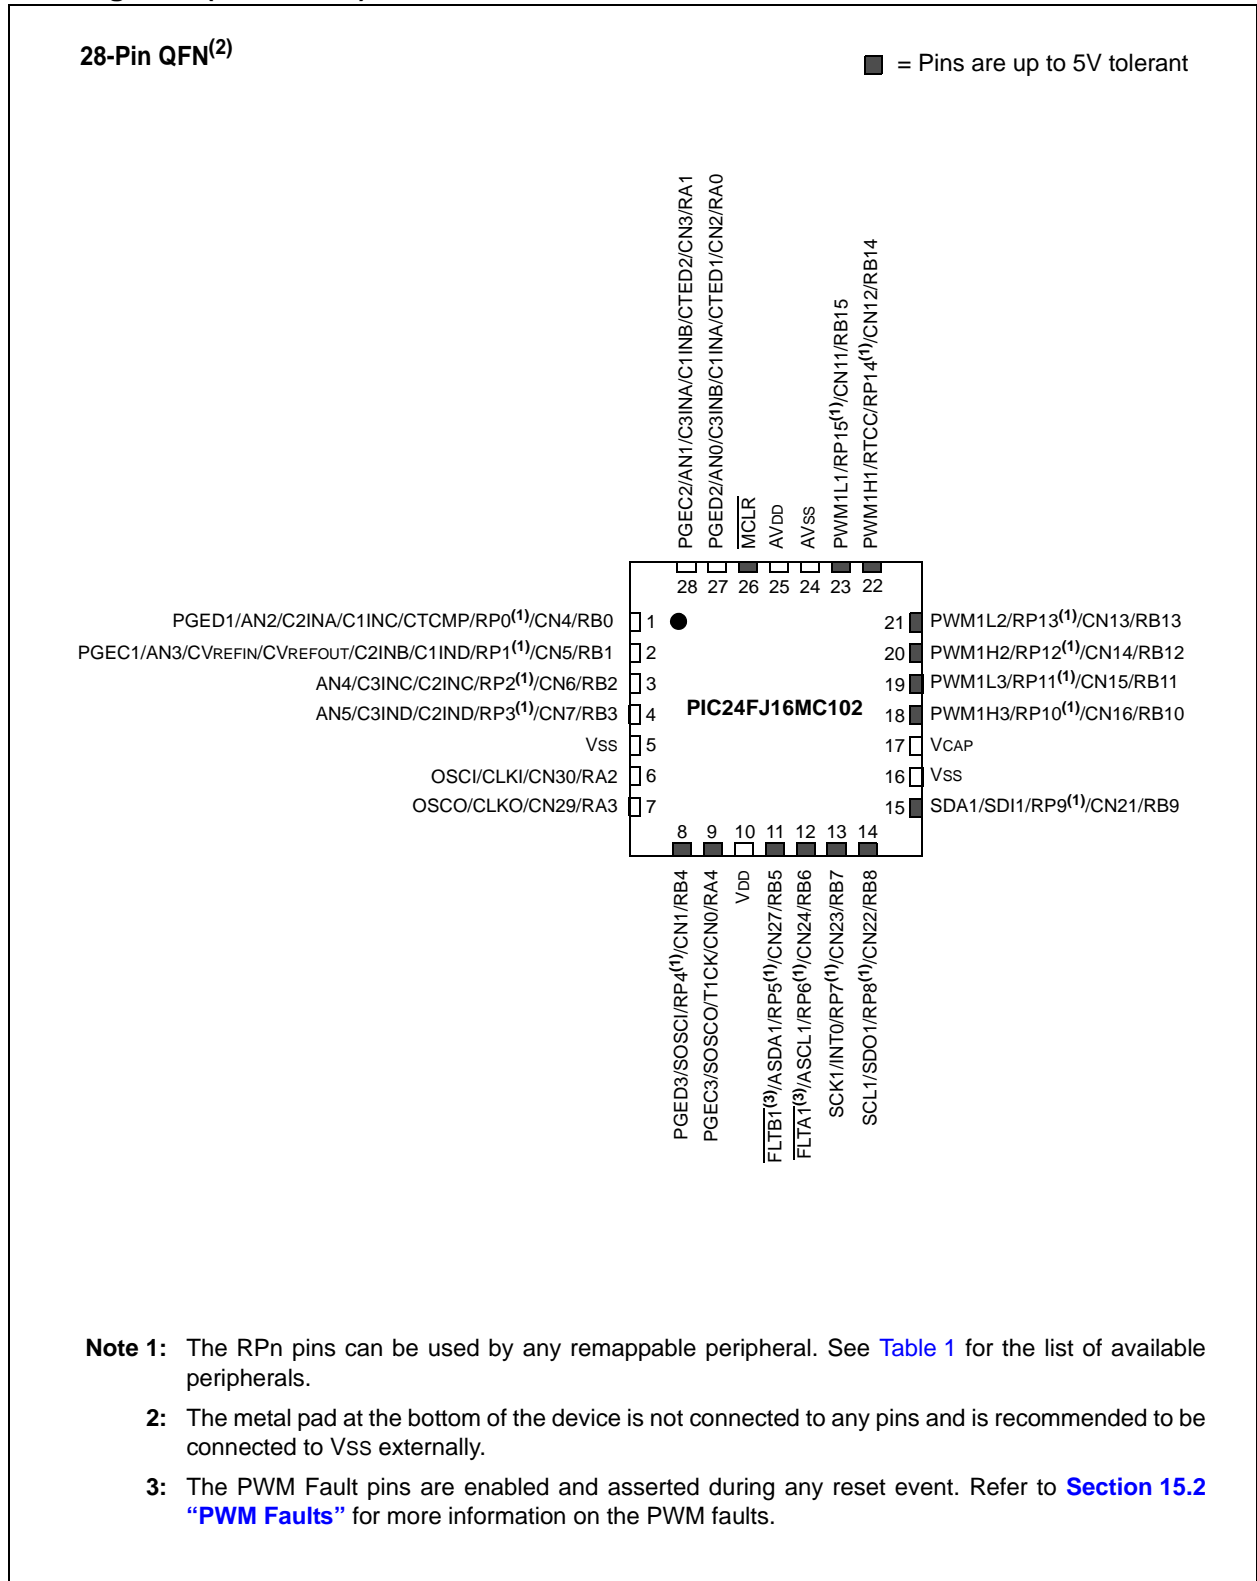 28-Pin QFN(2)
= Pins are up to 5V tolerant
PGEC2/AN1/C3INA/C1INB/CTED2/CN3/RA1
PGED2/AN0/C3INB/C1INA/CTED1/CN2/RA0
MCLR
AVDD
AVSS
PWM1L1/RP15(1)/CN11/RB15
PWM1H1/RTCC/RP14(1)/CN12/RB14
28 27 26 25 24 23 22
PGED1/AN2/C2INA/C1INC/CTCMP/RP0(1)/CN4/RB0 1
PGEC1/AN3/CVREFIN/CVREFOUT/C2INB/C1IND/RP1(1)/CN5/RB1 2
AN4/C3INC/C2INC/RP2(1)/CN6/RB2 3
AN5/C3IND/C2IND/RP3(1)/CN7/RB3 4
VSS 5
OSCI/CLKI/CN30/RA2 6
OSCO/CLKO/CN29/RA3 7
PIC24FJ16MC102
21 PWM1L2/RP13(1)/CN13/RB13
20 PWM1H2/RP12(1)/CN14/RB12
19 PWM1L3/RP11(1)/CN15/RB11
18 PWM1H3/RP10(1)/CN16/RB10
17 VCAP
16 VSS
15 SDA1/SDI1/RP9(1)/CN21/RB9
8 9 10 11 12 13 14
PGED3/SOSCI/RP4(1)/CN1/RB4
PGEC3/SOSCO/T1CK/CN0/RA4
VDD
FLTB1(3)/ASDA1/RP5(1)/CN27/RB5
FLTA1(3)/ASCL1/RP6(1)/CN24/RB6
SCK1/INT0/RP7(1)/CN23/RB7
SCL1/SDO1/RP8(1)/CN22/RB8
Note 1: The RPn pins can be used by any remappable peripheral. See Table 1 for the list of available
peripherals.
2: The metal pad at the bottom of the device is not connected to any pins and is recommended to be
connected to VSS externally.
3: The PWM Fault pins are enabled and asserted during any reset event. Refer to Section 15.2
“PWM Faults” for more information on the PWM faults.